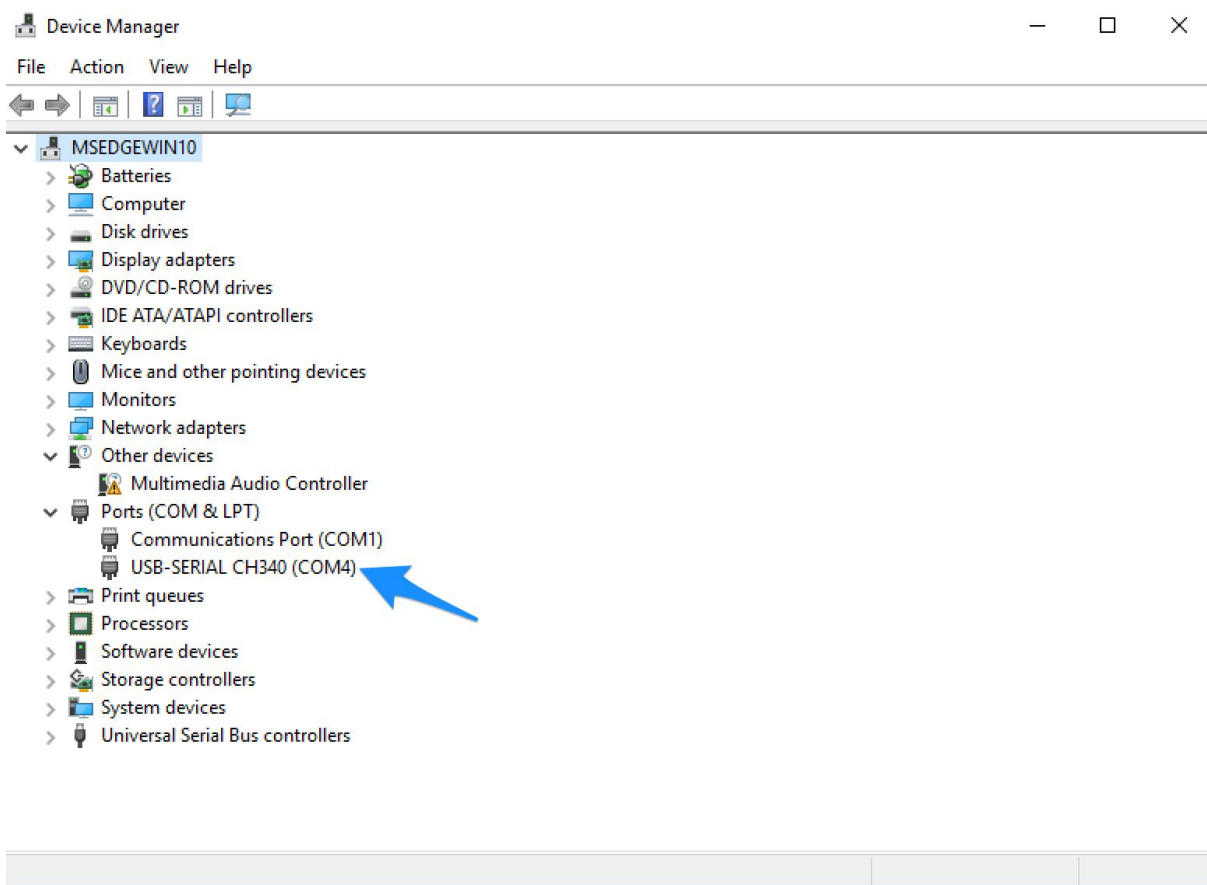 Device Manager
File Action View Help
MSEDGEWIN10
Batteries
Computer
Disk drives
Display adapters
DVD/CD-ROM drives
IDE ATA/ATAPI controllers
Keyboards
Mice and other pointing devices
Monitors
Network adapters
Other devices
Multimedia Audio Controller
Ports (COM & LPT)
Communications Port (COM1)
USB-SERIAL CH340 (COM4)
Print queues
Processors
Software devices
Storage controllers
System devices
Universal Serial Bus controllers